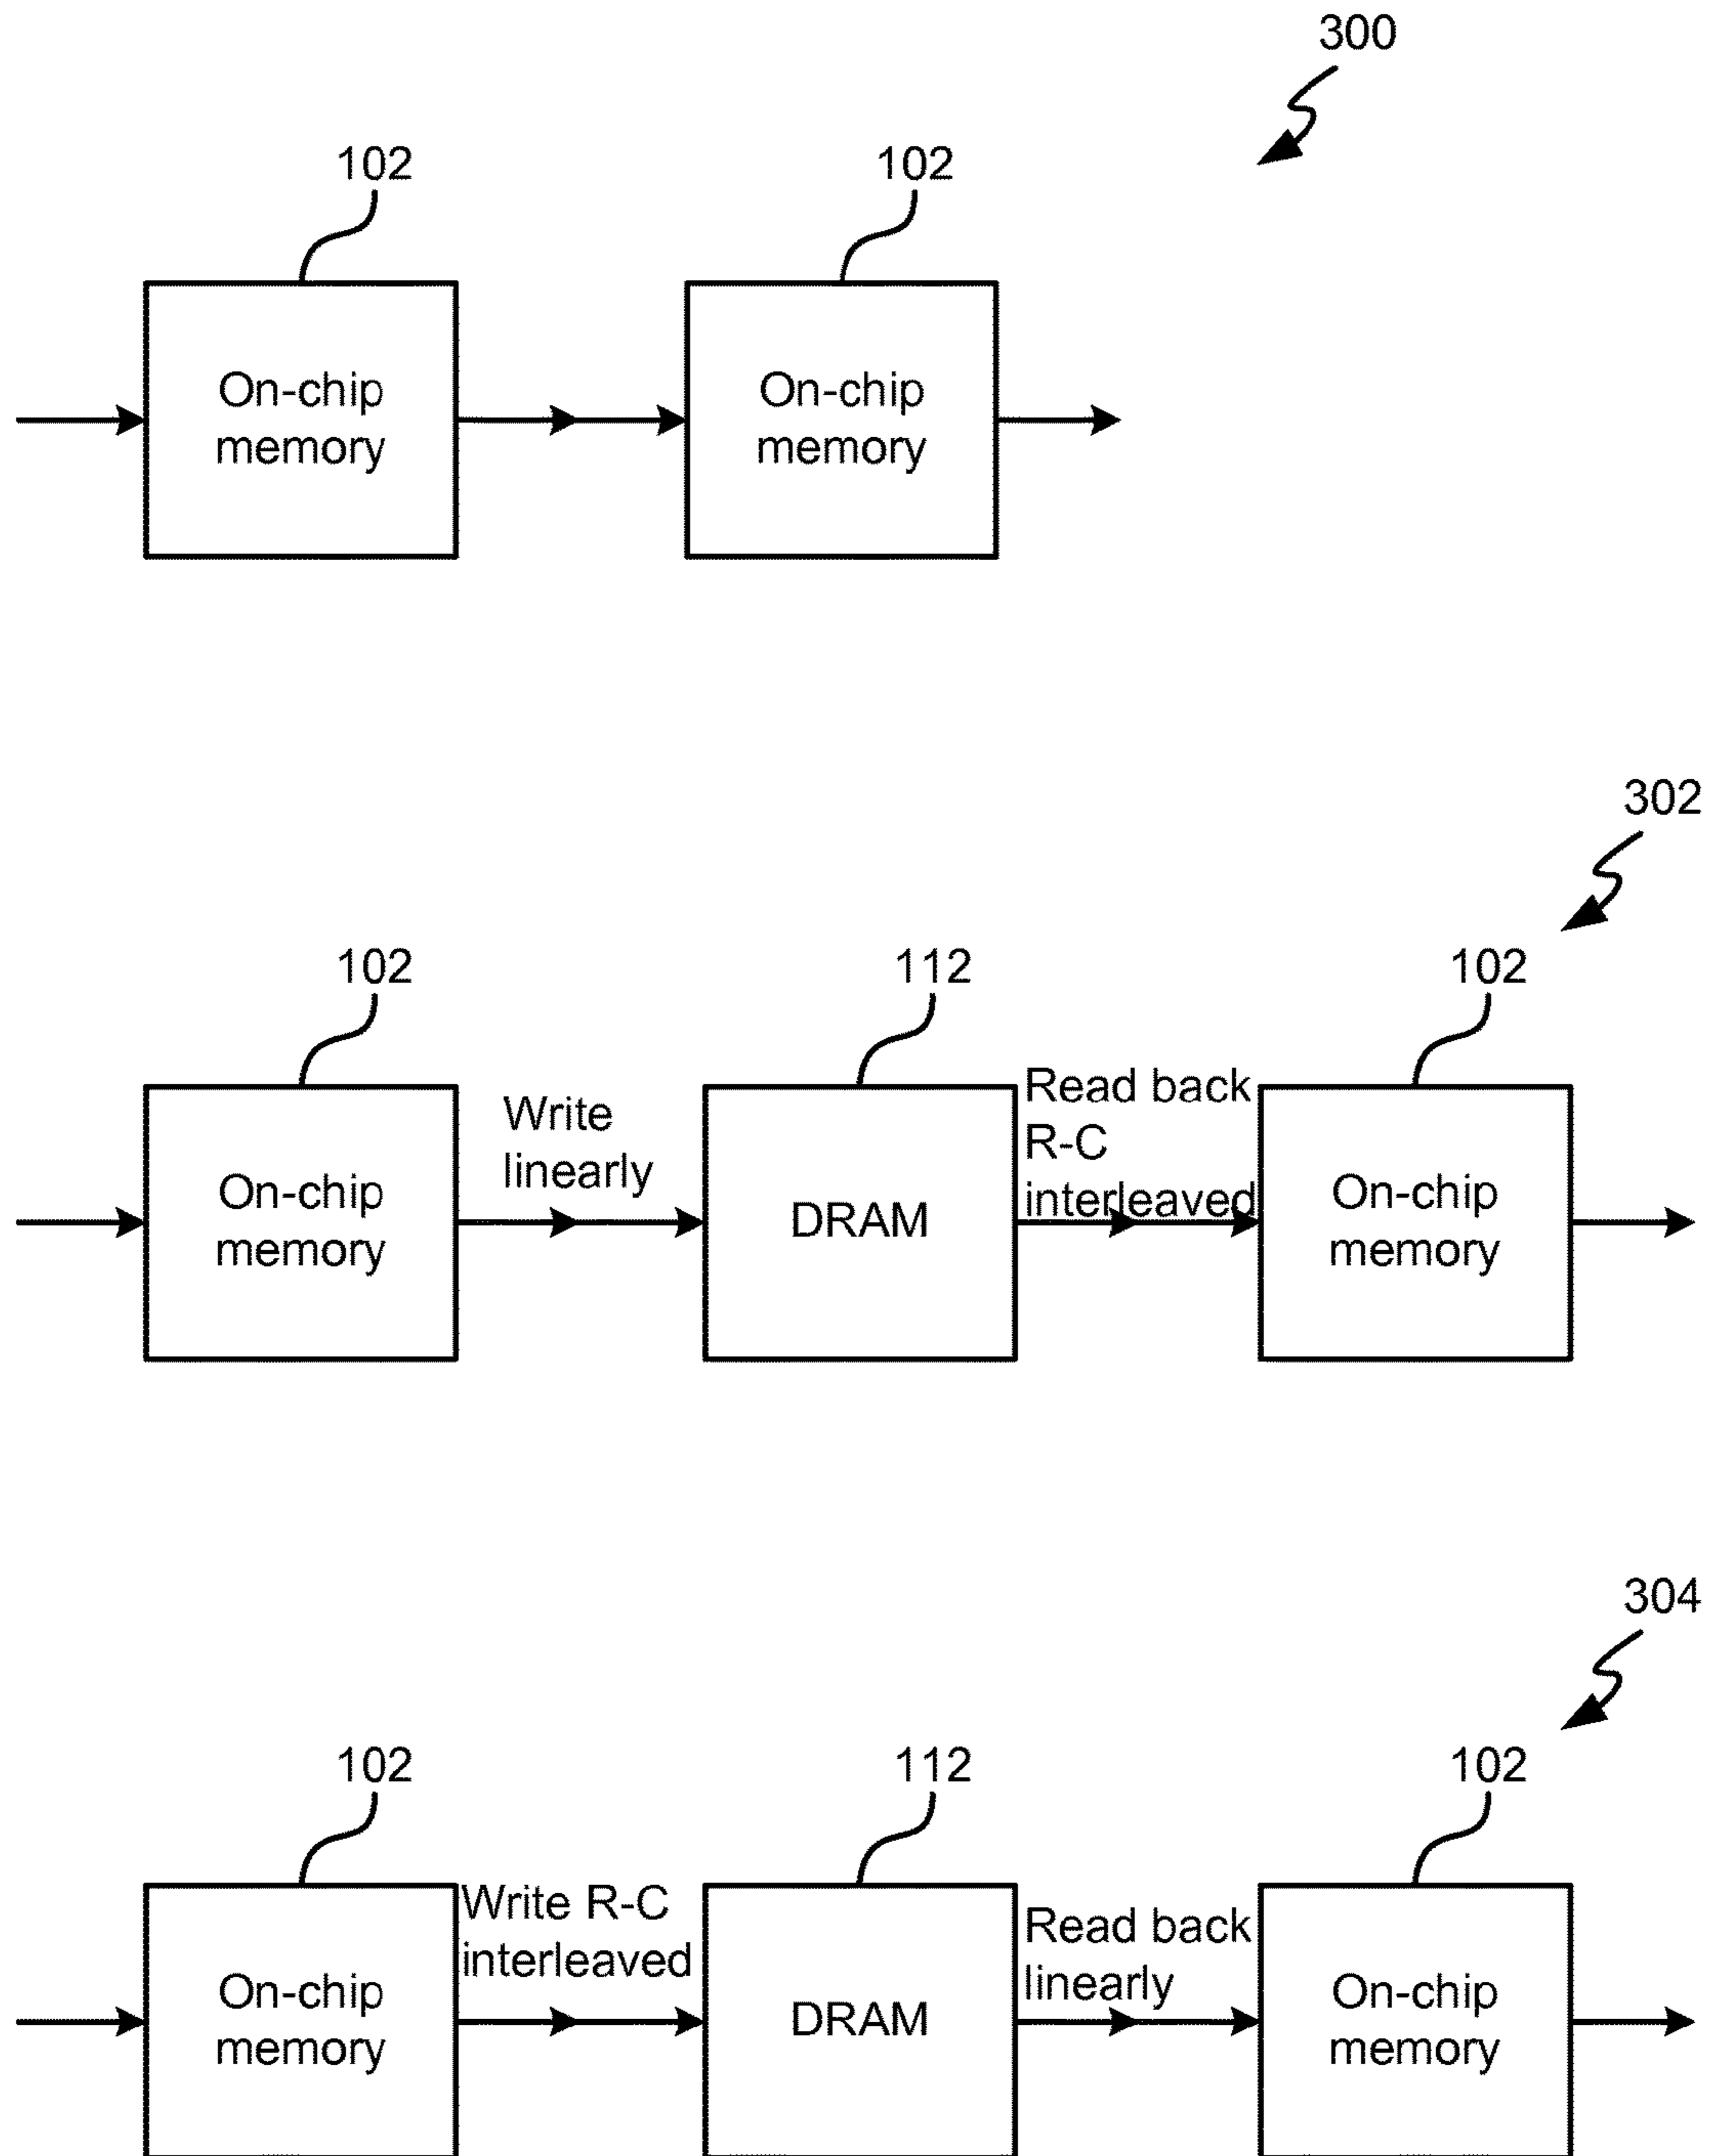 300
102
102
On-chip
memory
On-chip
memory
302
102
112
102
Write
linearly
Read back
R-C
interleaved
On-chip
memory
DRAM
On-chip
memory
304
102
112
102
Write R-C
interleaved
Read back
linearly
On-chip
memory
DRAM
On-chip
memory